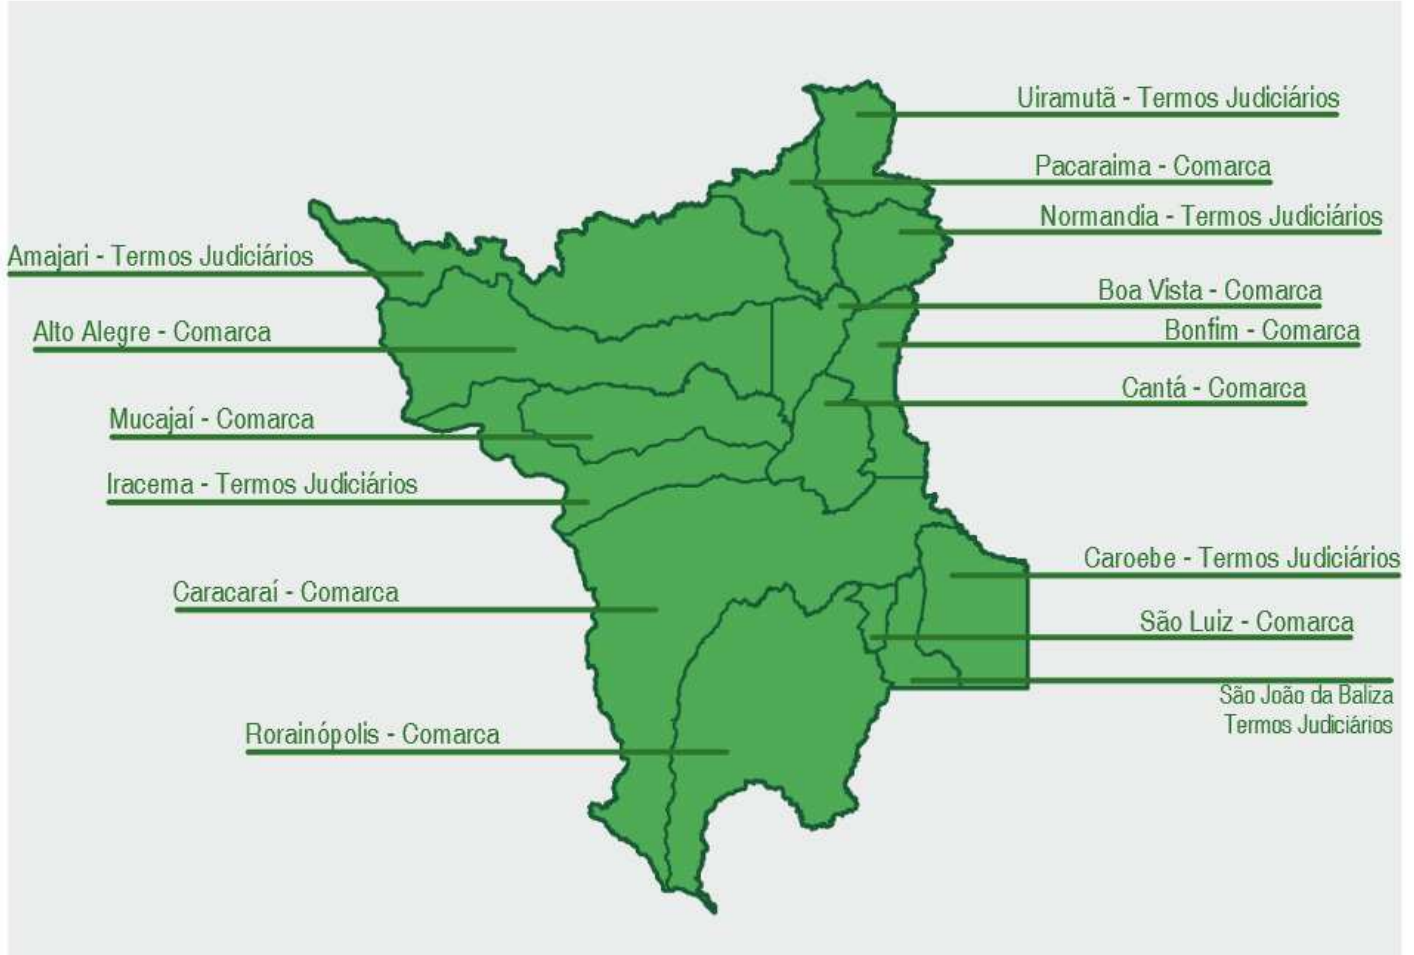 Uiramutã - Termos Judiciários
Pacaraima - Comarca
Normandia - Termos Judiciários
Amajari - Termos Judiciários
Boa Vista - Comarca
Alto Alegre - Comarca
Bonfim - Comarca
Cantá - Comarca
Mucajaí - Comarca
Iracema - Termos Judiciários
Caroebe - Termos Judiciários
Caracaraí - Comarca
São Luiz - Comarca
São João da Baliza
Termos Judiciários
Rorainópolis - Comarca